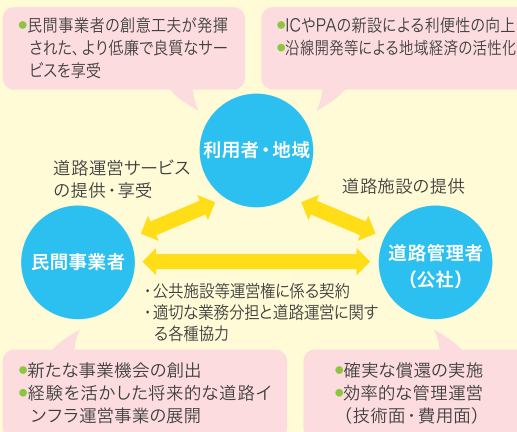 ●民間事業者の創意工夫が発揮
された、より低廉で良質なサー
ビスを享受
●ICやPAの新設による利便性の向上
●沿線開発等による地域経済の活性化
利用者・地域
道路運営サービス
の提供・享受
道路施設の提供
民間事業者
道路管理者
（公社）
・公共施設等運営権に係る契約
・適切な業務分担と道路運営に関す
る各種協力
●新たな事業機会の創出
●経験を活かした将来的な道路イ
ンフラ運営事業の展開
●確実な償還の実施
●効率的な管理運営
（技術面・費用面）